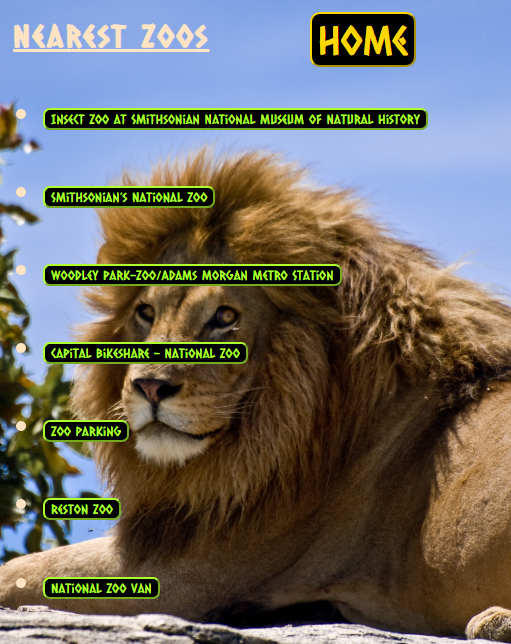 NEAREST ZOOS
HOME
INSECT ZOO AT SMITHSONIAN NATIONAL MUSEUM OF NATURAL HISTORY
SMITHSONIAN'S NATIONAL ZOO
WOODLEY PARK-ZOO/ADAMS MORGAN METRO STATION
CAPITAL BIKESHARE - NATIONAL ZOO
ZOO PARKING
RESTON ZOO
NATIONAL ZOO VAN